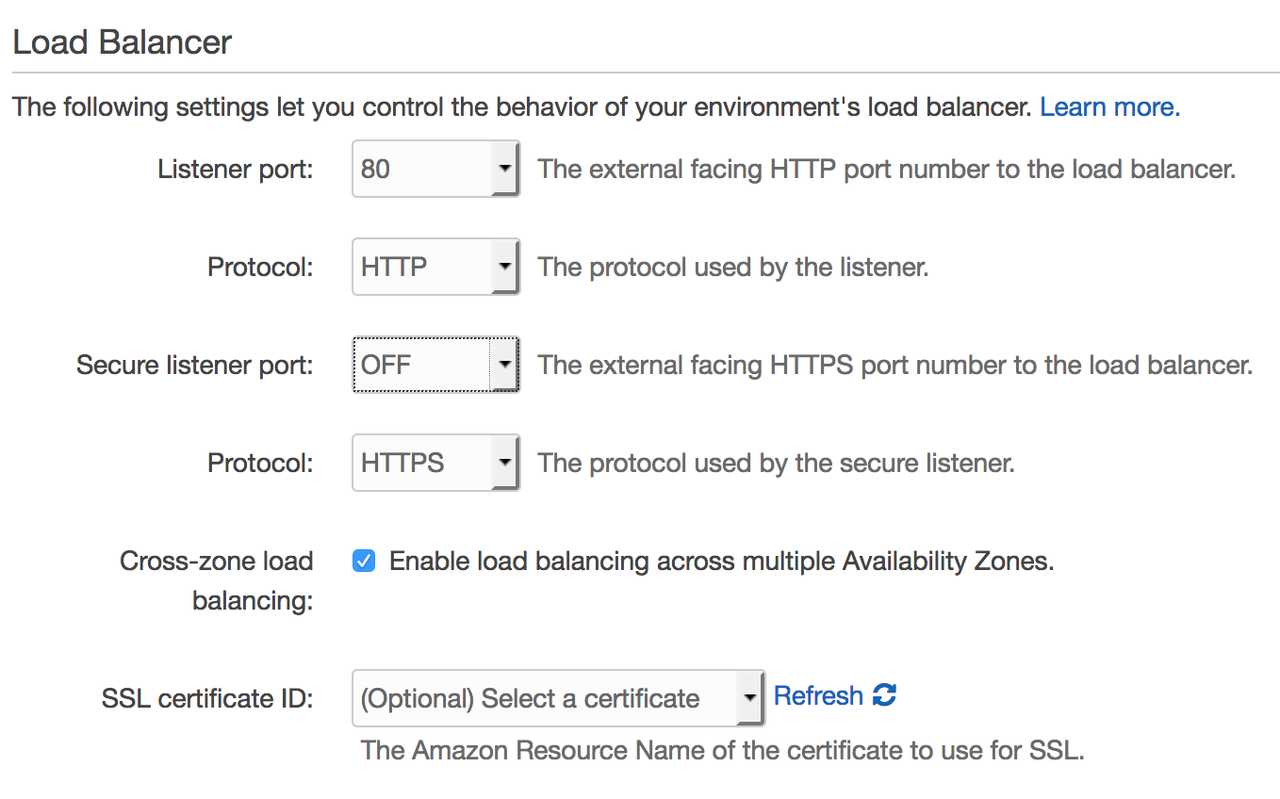 Load Balancer
The following settings let you control the behavior of your environment's load balancer. Learn more.
Listener port: 80 The external facing HTTP port number to the load balancer.
Protocol: HTTP The protocol used by the listener.
Secure listener port: OFF The external facing HTTPS port number to the load balancer.
Protocol: HTTPS The protocol used by the secure listener.
Cross-zone load Enable load balancing across multiple Availability Zones.
balancing:
SSL certificate ID: (Optional) Select a certificate Refresh
The Amazon Resource Name of the certificate to use for SSL.